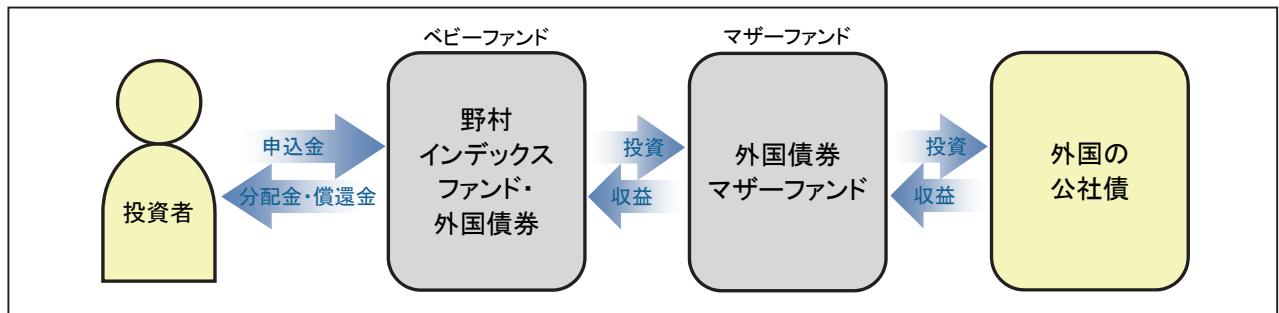 ベビーファンド
マザーファンド
投資者
申込金
分配金・償還金
野村
インデックス
ファンド・
外国債券
投資
収益
外国債券
マザーファンド
投資
収益
外国の
公社債